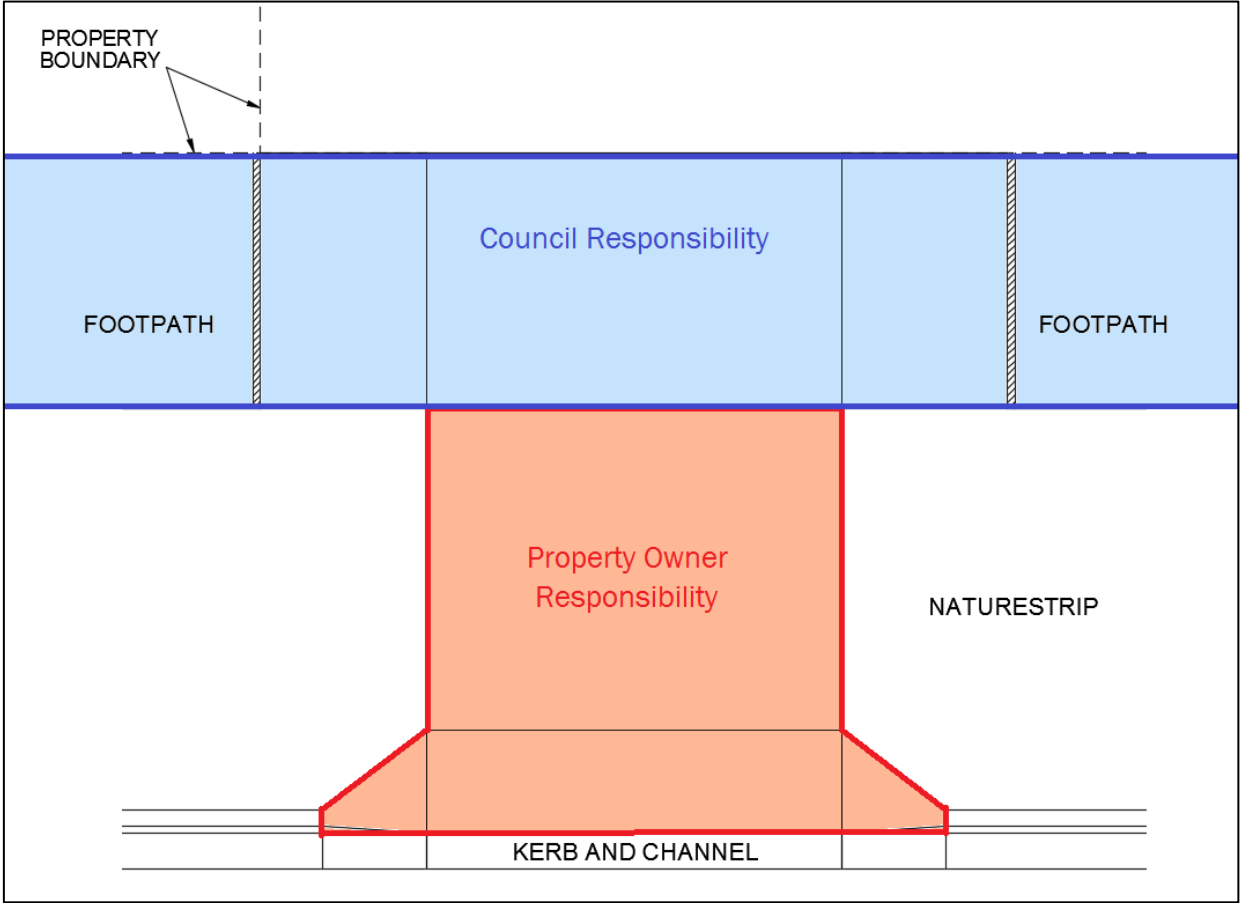 PROPERTY
BOUNDARY
Council Responsibility
FOOTPATH
FOOTPATH
Property Owner
Responsibility
NATURESTRIP
KERB AND CHANNEL